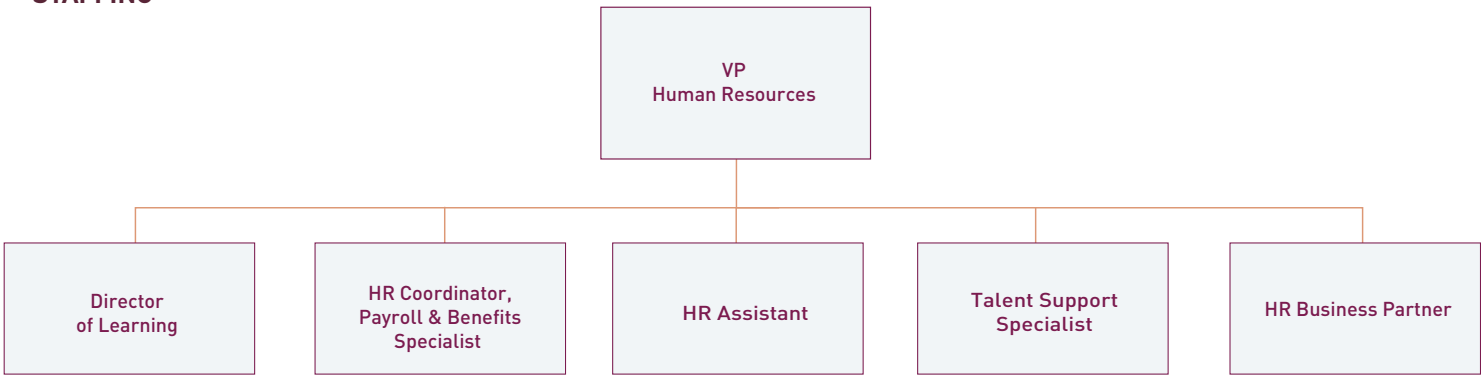 STAFFING
VP
Human Resources
Director
of Learning
HR Coordinator,
Payroll & Benefits
Specialist
HR Assistant
Talent Support
Specialist
HR Business Partner